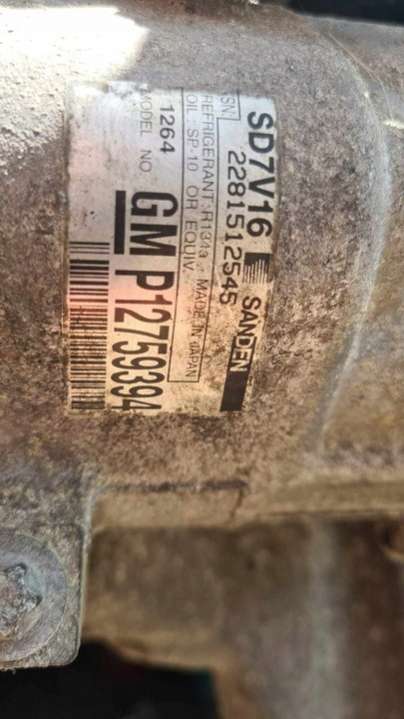 SD7V16 SANDEN
SN. 2281512545
REFRIGERANT:R134a MADE IN JAPAN
OIL: SP-10 OR EQUIV.
1264
MODEL NO.
GM P12759394